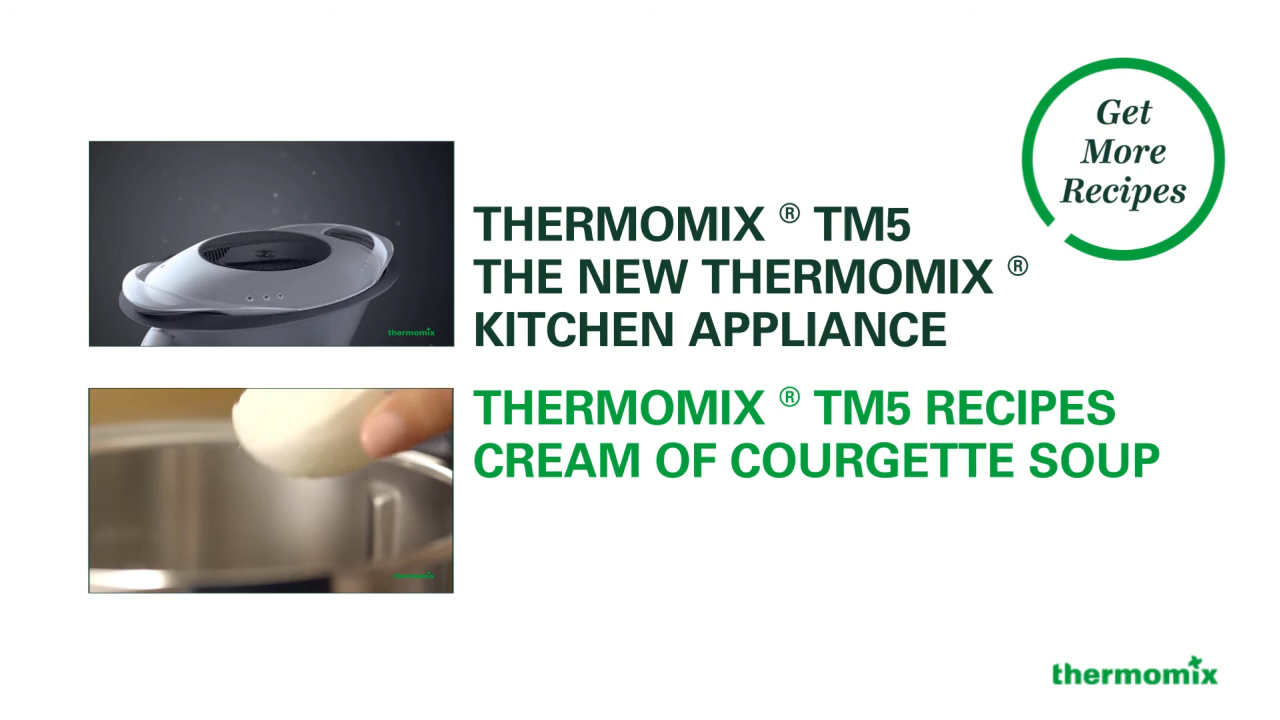 Get
More
Recipes
THERMOMIX ® TM5
THE NEW THERMOMIX ®
KITCHEN APPLIANCE
thermomix
THERMOMIX ® TM5 RECIPES
CREAM OF COURGETTE SOUP
thermomix
thermomix